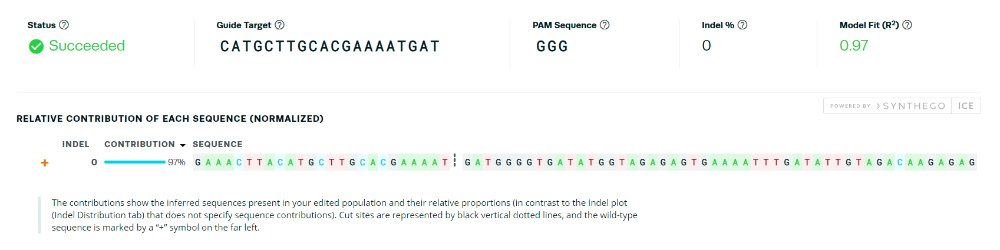 Status ?
Guide Target ?
PAM Sequence ?
Indel % ?
Model Fit (R²) ?
Succeeded
CATGCTTGCACGAAAATGAT
GGG
0
0.97
POWERED BY SYNTHEGO ICE
RELATIVE CONTRIBUTION OF EACH SEQUENCE (NORMALIZED)
INDEL CONTRIBUTION SEQUENCE
+ 0 97% GAAACTTACATGCTTGCACGAAAAT GATGGGGTGATATGGTAGAGAGTGAAAATTTGATATTGTAGACAAGAGAG
The contributions show the inferred sequences present in your edited population and their relative proportions (in contrast to the Indel plot
(Indel Distribution tab) that does not specify sequence contributions). Cut sites are represented by black vertical dotted lines, and the wild-type
sequence is marked by a “+” symbol on the far left.